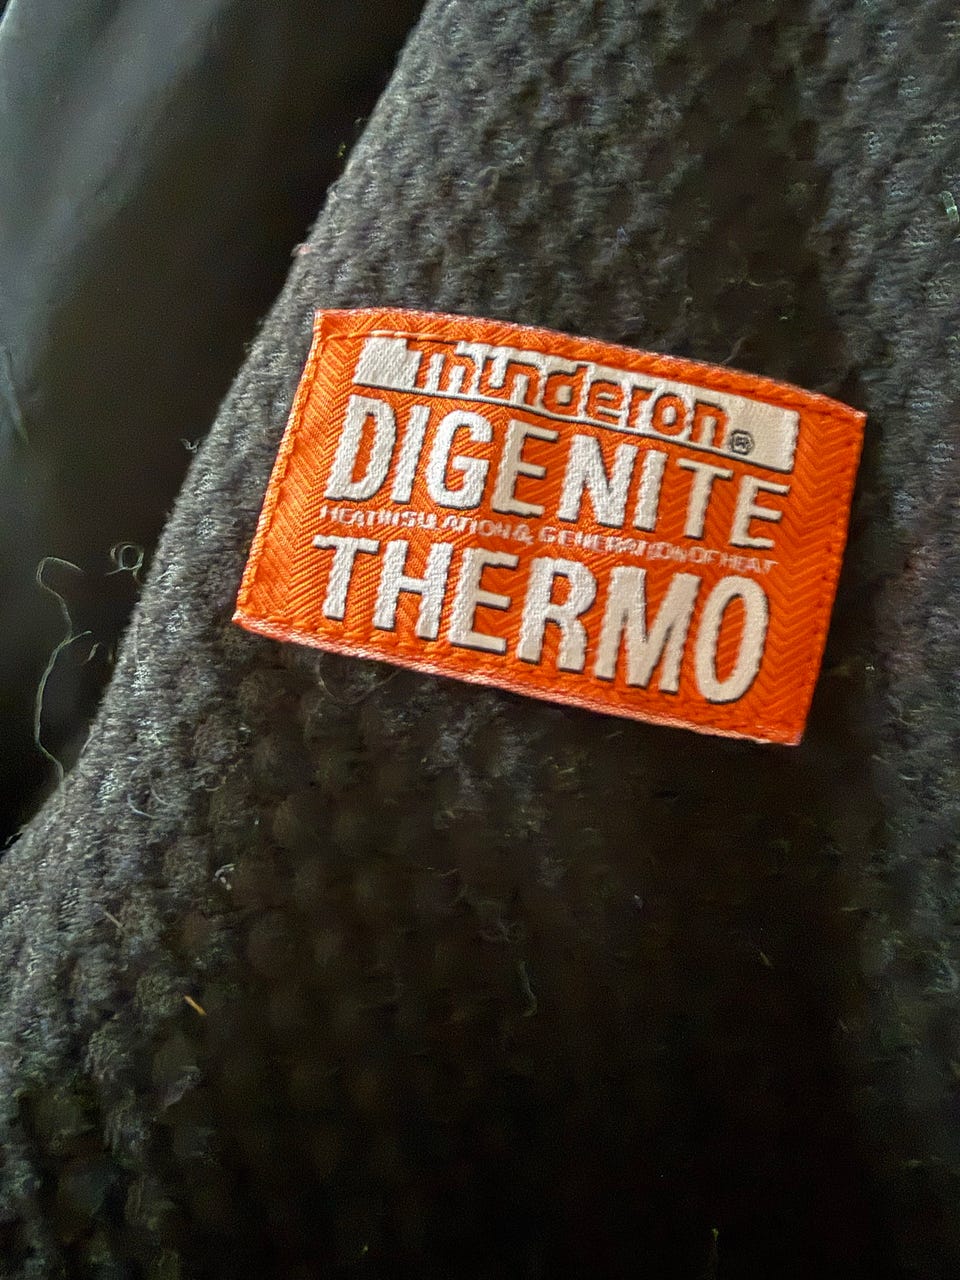 Thunderon®
DIGENITE
HEAT INSULATION & GENERATION OF HEAT
THERMO